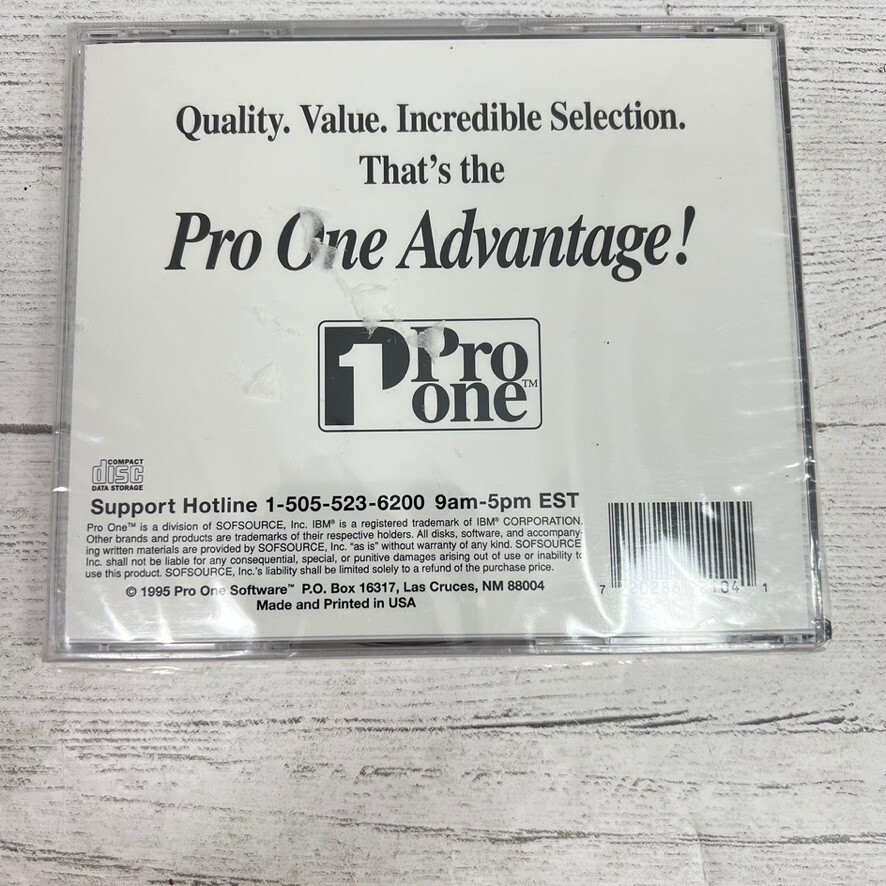 Quality. Value. Incredible Selection.
That's the
Pro One Advantage!
1 Pro
one™
COMPACT
disc
DATA STORAGE
Support Hotline 1-505-523-6200 9am-5pm EST
Pro One™ is a division of SOFSOURCE, Inc. IBM® is a registered trademark of IBM® CORPORATION.
Other brands and products are trademarks of their respective holders. All disks, software, and accompany-
ing written materials are provided by SOFSOURCE, Inc. "as is" without warranty of any kind. SOFSOURCE
Inc. shall not be liable for any consequential, special, or punitive damages arising out of use or inability to
use this product. SOFSOURCE, Inc.'s liability shall be limited solely to a refund of the purchase price.
© 1995 Pro One Software™ P.O. Box 16317, Las Cruces, NM 88004
Made and Printed in USA
7 1